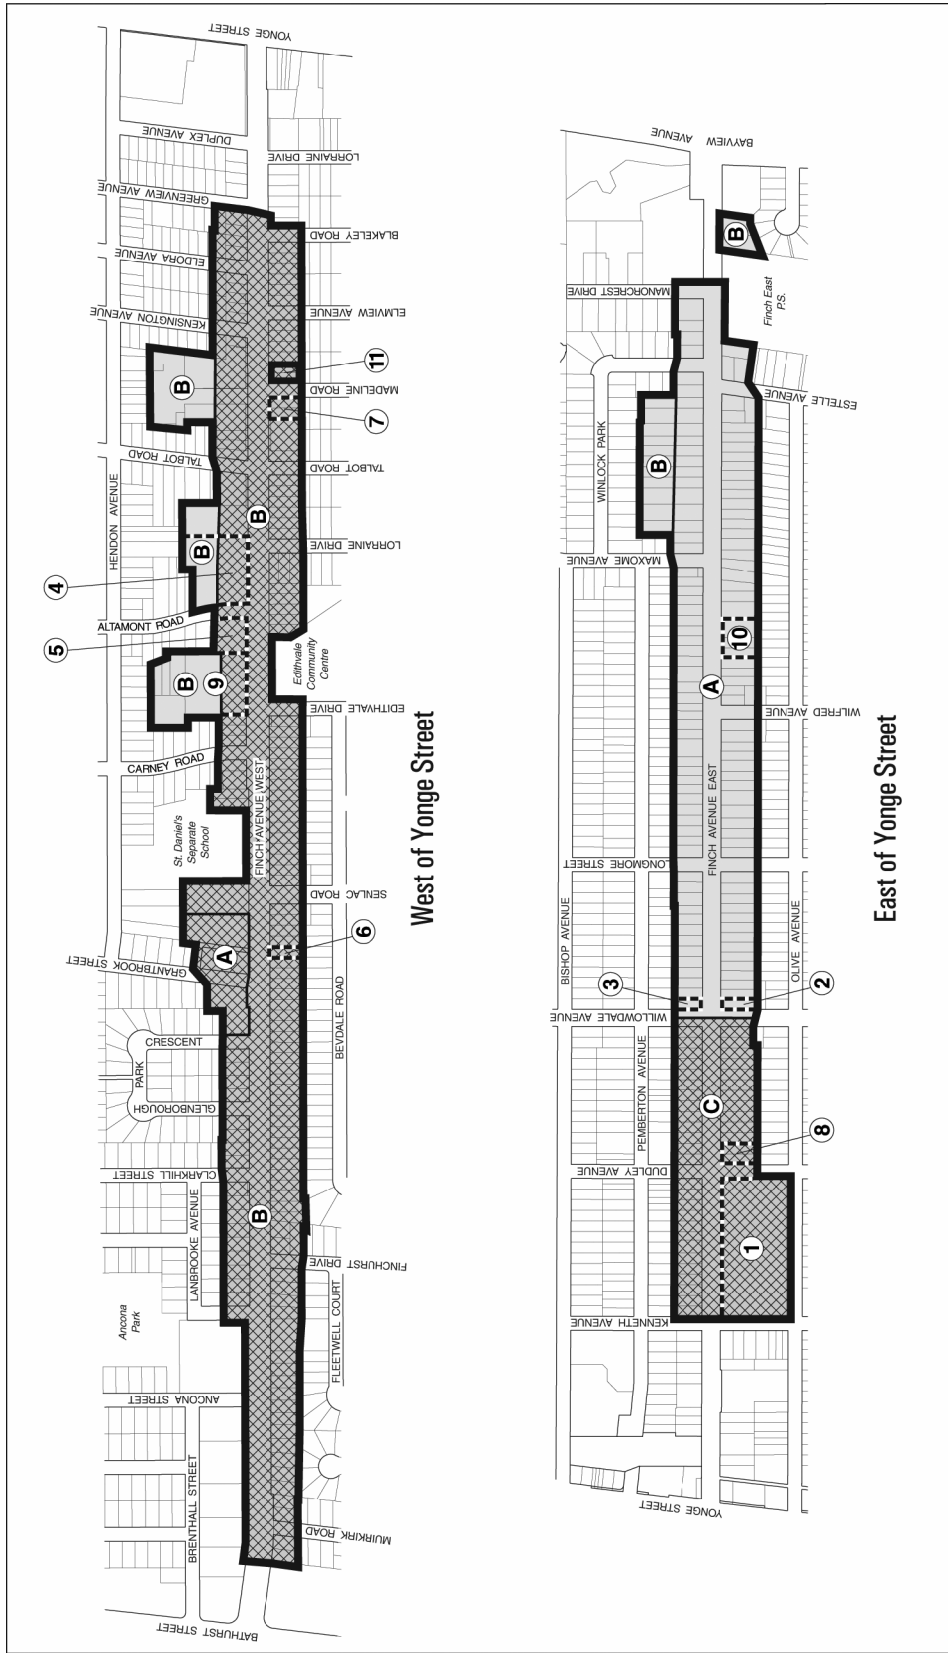 YONGE STREET
DUPLEX AVENUE
LORRAINE DRIVE
GREENVIEW AVENUE
BLAKELEY ROAD
ELDORA AVENUE
ELMVIEW AVENUE
KENSINGTON AVENUE
11
MADELINE ROAD
B
7
TALBOT ROAD
TALBOT ROAD
HENDON AVENUE
B
B
LORRAINE DRIVE
4
ALTAMONT ROAD
5
Edithvale
Community
Centre
B
9
EDITHVALE DRIVE
CARNEY ROAD
FINCH AVENUE WEST
St. Daniel's
Separate
School
SENLAC ROAD
6
A
GRANTBROOK STREET
BEVDALE ROAD
CRESCENT
PARK
GLENBOROUGH
CLARKHILL STREET
B
LANBROOKE AVENUE
FINCHURST DRIVE
Ancona
Park
FLEETWELL COURT
ANCONA STREET
BRENTHALL STREET
MUIRKIRK ROAD
BATHURST STREET
West of Yonge Street
BAYVIEW AVENUE
B
Finch East
P.S.
MANORCREST DRIVE
ESTELLE AVENUE
WINLOCK PARK
B
MAXOME AVENUE
10
A
WILFRED AVENUE
FINCH AVENUE EAST
LONGMORE STREET
BISHOP AVENUE
OLIVE AVENUE
3
2
WILLOWDALE AVENUE
PEMBERTON AVENUE
C
8
DUDLEY AVENUE
1
KENNETH AVENUE
YONGE STREET
East of Yonge Street